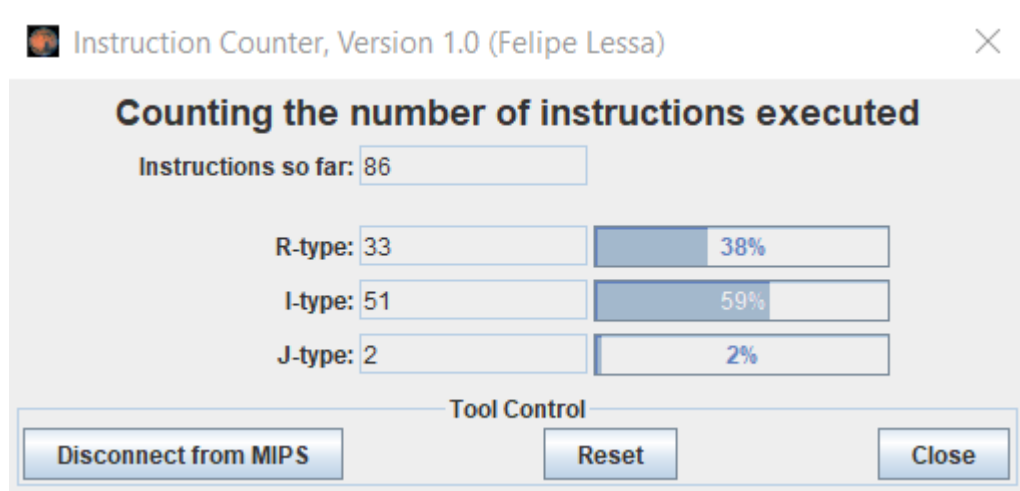 Instruction Counter, Version 1.0 (Felipe Lessa)
Counting the number of instructions executed
Instructions so far: 86
R-type: 33 38%
I-type: 51 59%
J-type: 2 2%
Tool Control
Disconnect from MIPS Reset Close